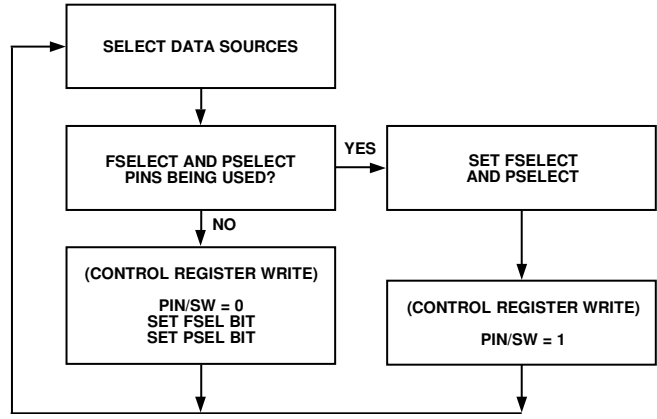 SELECT DATA SOURCES
FSELECT AND PSELECT
PINS BEING USED?
YES
SET FSELECT
AND PSELECT
NO
(CONTROL REGISTER WRITE)
PIN/SW = 0
SET FSEL BIT
SET PSEL BIT
(CONTROL REGISTER WRITE)
PIN/SW = 1